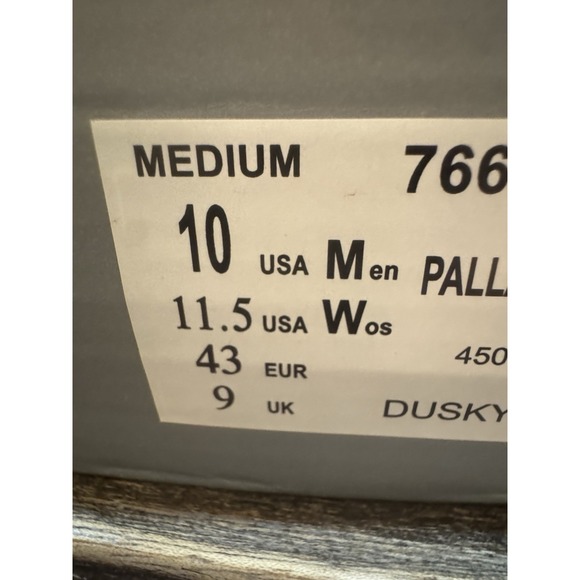 MEDIUM 766
10 USA Men PALLA
11.5 USA Wos
450
43 EUR
9 UK DUSKY